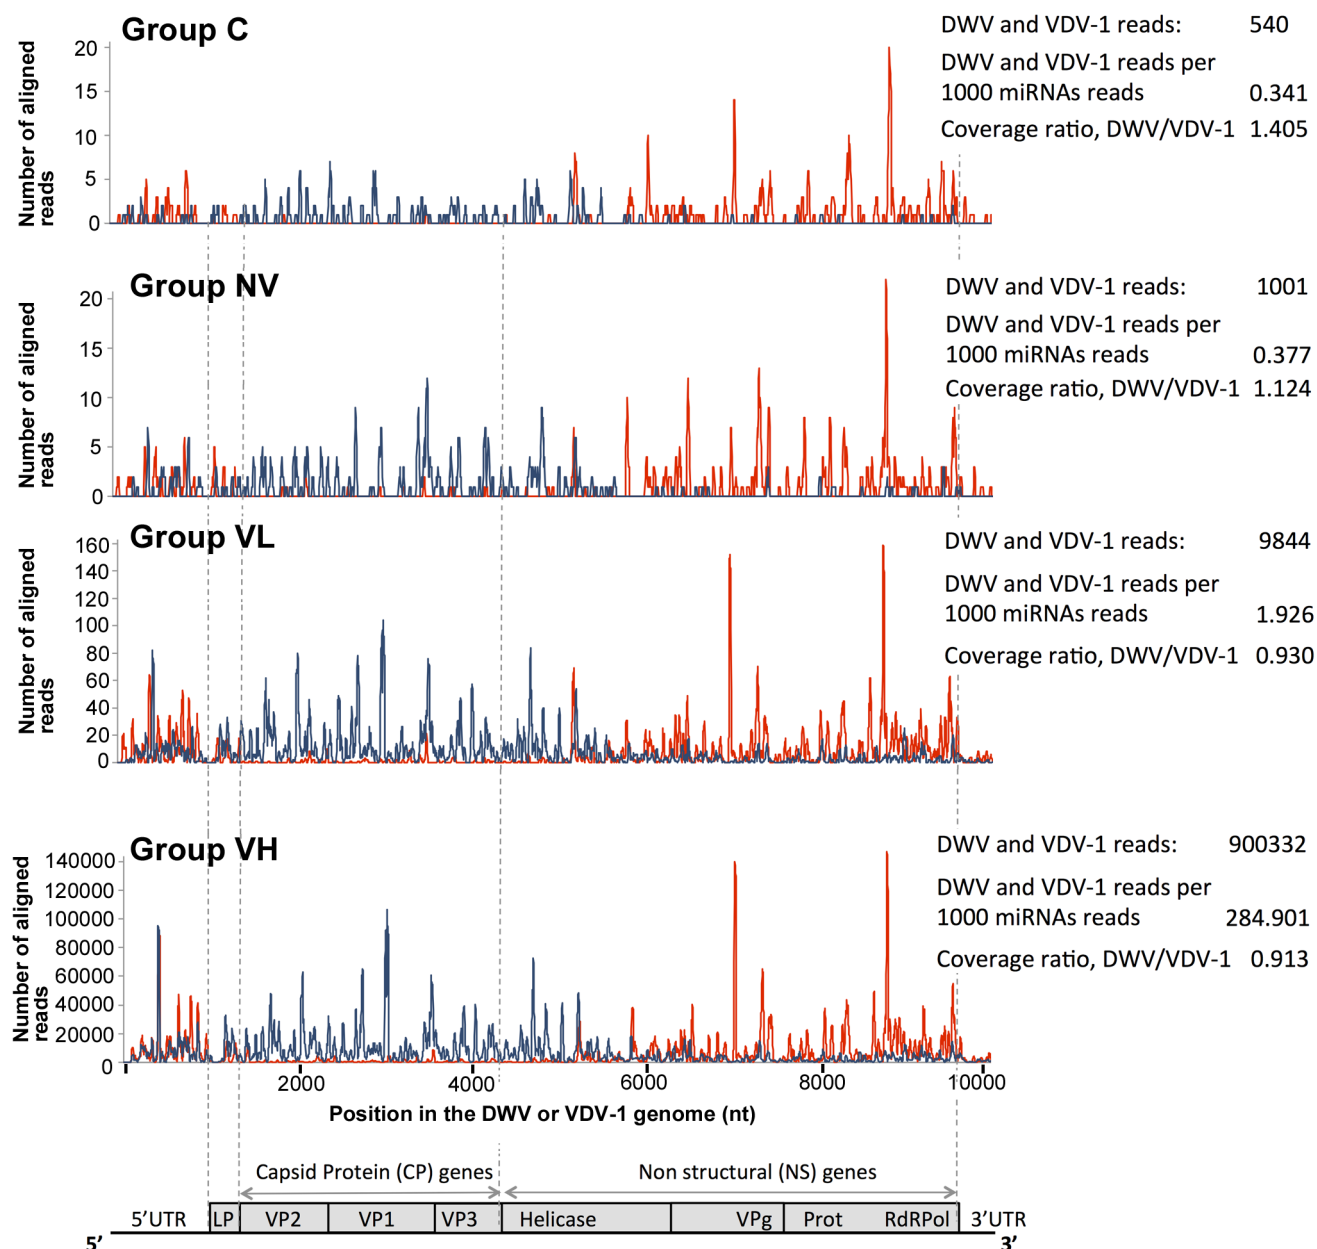 Group C
DWV and VDV-1 reads: 540
DWV and VDV-1 reads per
1000 miRNAs reads 0.341
Coverage ratio, DWV/VDV-1 1.405
Number of aligned
reads
20
15
10
5
0
Group NV
DWV and VDV-1 reads: 1001
DWV and VDV-1 reads per
1000 miRNAs reads 0.377
Coverage ratio, DWV/VDV-1 1.124
Number of aligned
reads
20
15
10
5
0
Group VL
DWV and VDV-1 reads: 9844
DWV and VDV-1 reads per
1000 miRNAs reads 1.926
Coverage ratio, DWV/VDV-1 0.930
Number of aligned
reads
160
140
120
100
80
60
40
20
0
Group VH
DWV and VDV-1 reads: 900332
DWV and VDV-1 reads per
1000 miRNAs reads 284.901
Coverage ratio, DWV/VDV-1 0.913
Number of aligned
reads
140000
120000
100000
80000
60000
40000
20000
0
2000 4000 6000 8000 10000
Position in the DWV or VDV-1 genome (nt)
Capsid Protein (CP) genes Non structural (NS) genes
5'UTR LP VP2 VP1 VP3 Helicase VPg Prot RdRPol 3'UTR
5' 3'